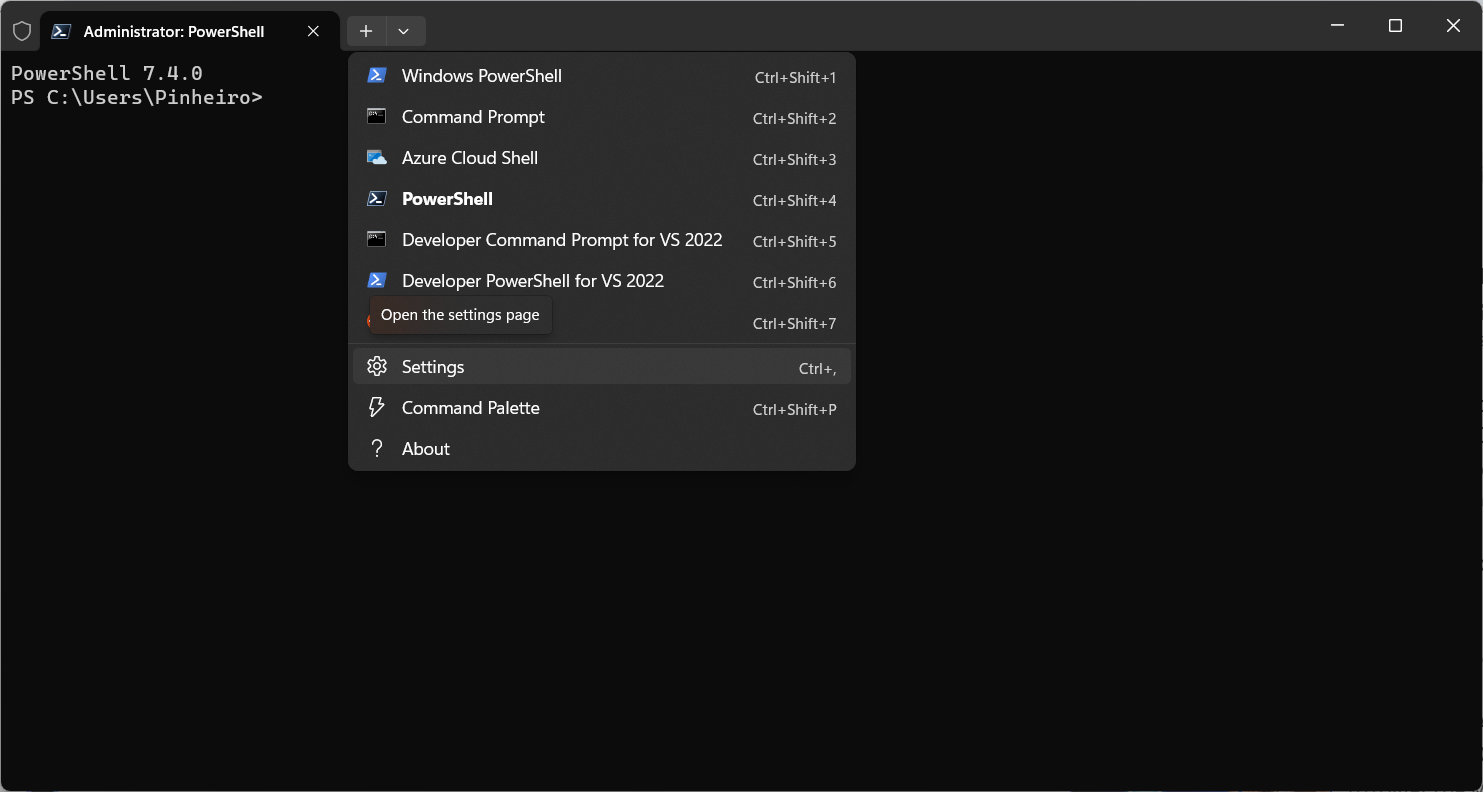 Administrator: PowerShell
PowerShell 7.4.0
PS C:\Users\Pinheiro>
Windows PowerShell Ctrl+Shift+1
Command Prompt Ctrl+Shift+2
Azure Cloud Shell Ctrl+Shift+3
PowerShell Ctrl+Shift+4
Developer Command Prompt for VS 2022 Ctrl+Shift+5
Developer PowerShell for VS 2022 Ctrl+Shift+6
Open the settings page
Ctrl+Shift+7
Settings Ctrl+,
Command Palette Ctrl+Shift+P
About